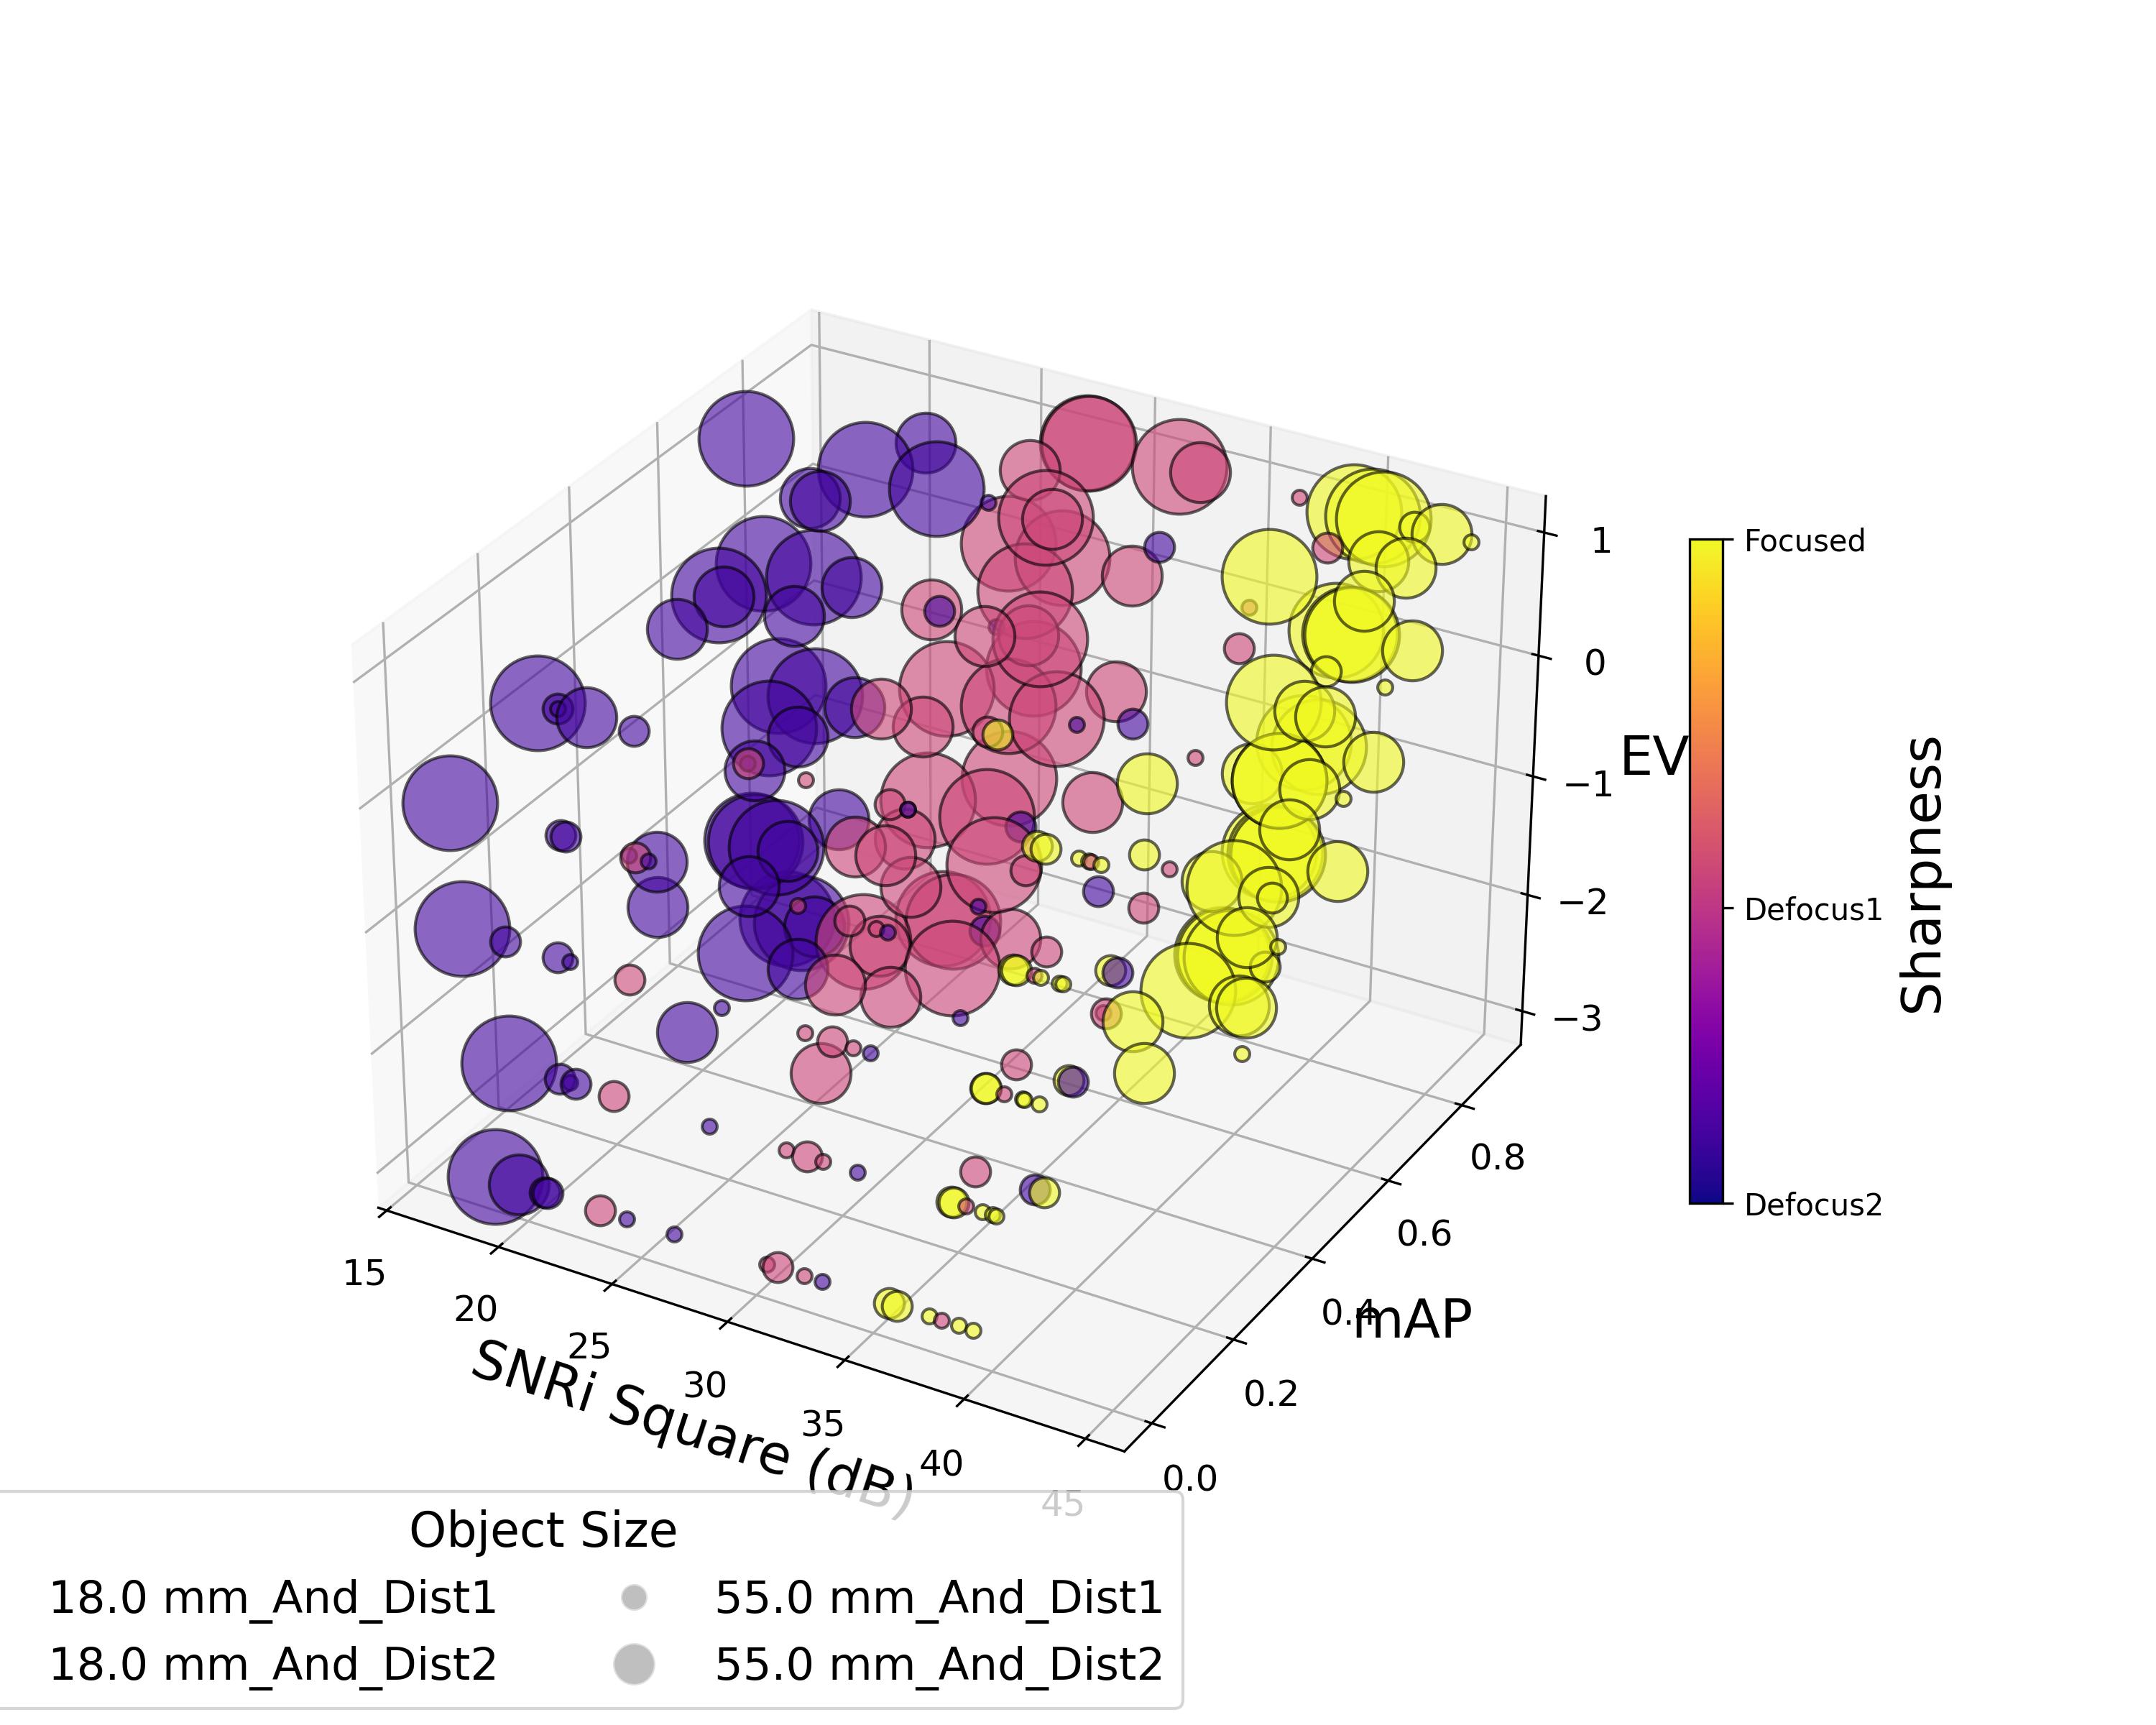 1
0
−1
−2
−3
EV
Focused
Defocus1
Defocus2
Sharpness
0.8
0.6
0.4
0.2
0.0
mAP
15
20
25
30
35
40
45
SNRi Square (dB)
Object Size
18.0 mm_And_Dist1
55.0 mm_And_Dist1
18.0 mm_And_Dist2
55.0 mm_And_Dist2